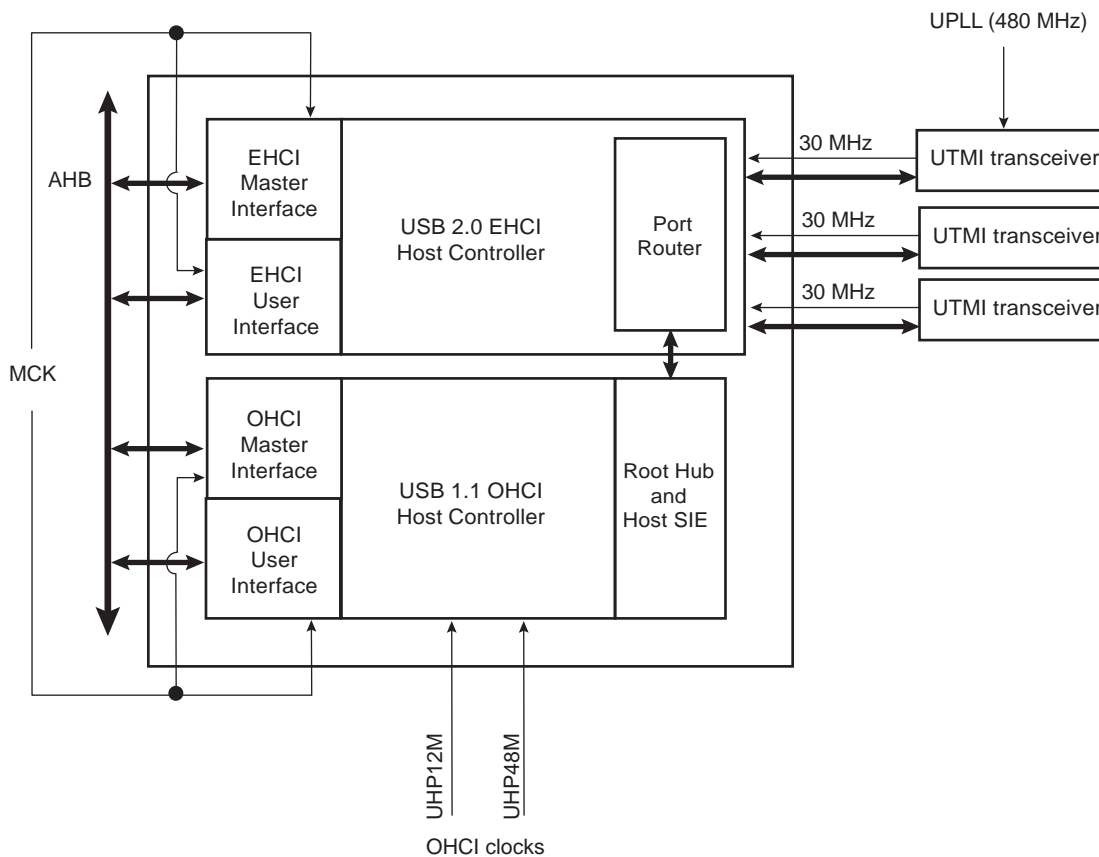 UPLL (480 MHz)
AHB
EHCI
Master
Interface
EHCI
User
Interface
USB 2.0 EHCI
Host Controller
Port
Router
30 MHz
UTMI transceiver
30 MHz
UTMI transceiver
30 MHz
UTMI transceiver
MCK
OHCI
Master
Interface
OHCI
User
Interface
USB 1.1 OHCI
Host Controller
Root Hub
and
Host SIE
UHP12M
UHP48M
OHCI clocks